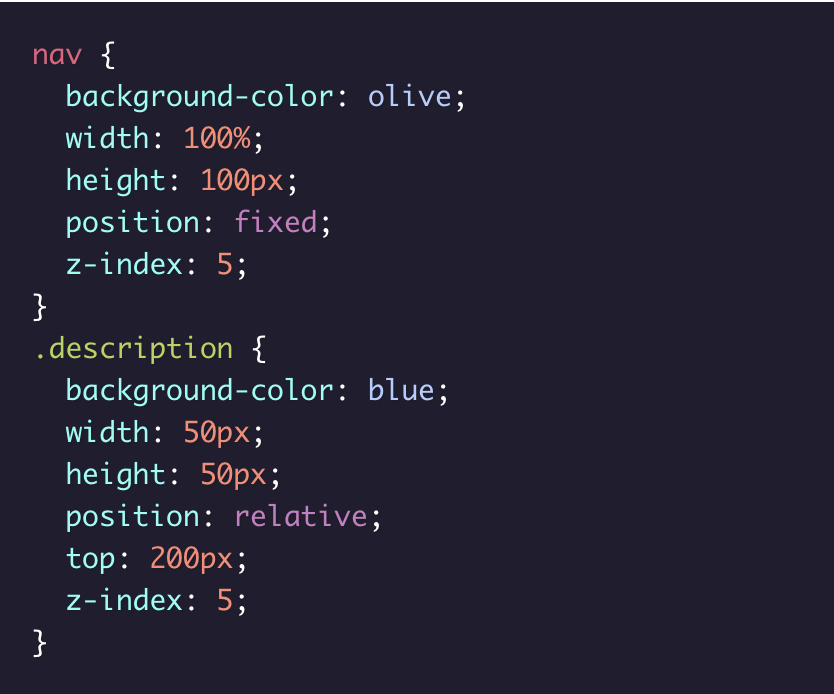 nav {
  background-color: olive;
  width: 100%;
  height: 100px;
  position: fixed;
  z-index: 5;
}
.description {
  background-color: blue;
  width: 50px;
  height: 50px;
  position: relative;
  top: 200px;
  z-index: 5;
}